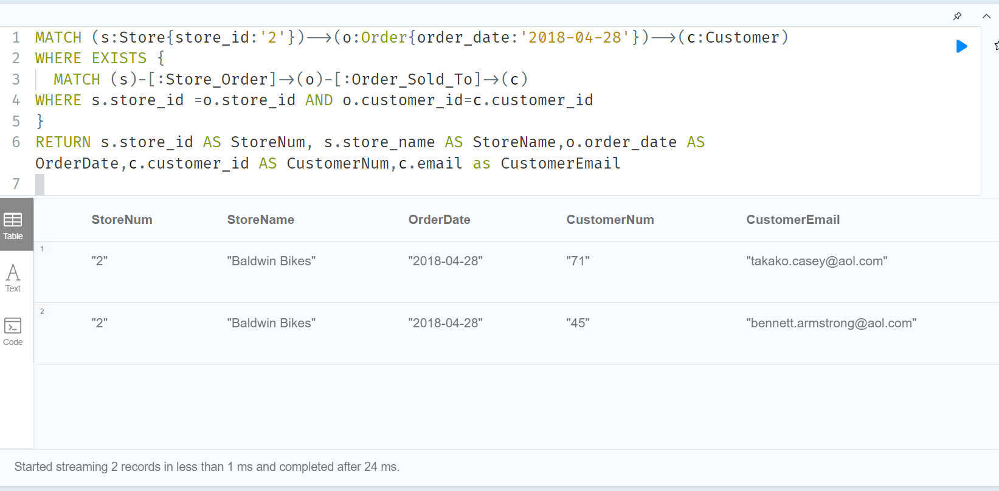 1 MATCH (s:Store{store_id:'2'})-->(o:Order{order_date:'2018-04-28'})-->(c:Customer)
2 WHERE EXISTS {
3 MATCH (s)-[:Store_Order]->(o)-[:Order_Sold_To]->(c)
4 WHERE s.store_id =o.store_id AND o.customer_id=c.customer_id
5 }
6 RETURN s.store_id AS StoreNum, s.store_name AS StoreName,o.order_date AS
OrderDate,c.customer_id AS CustomerNum,c.email as CustomerEmail
7
Table
Text
Code
StoreNum StoreName OrderDate CustomerNum CustomerEmail
1
"2" "Baldwin Bikes" "2018-04-28" "71" "takako.casey@aol.com"
2
"2" "Baldwin Bikes" "2018-04-28" "45" "bennett.armstrong@aol.com"
Started streaming 2 records in less than 1 ms and completed after 24 ms.